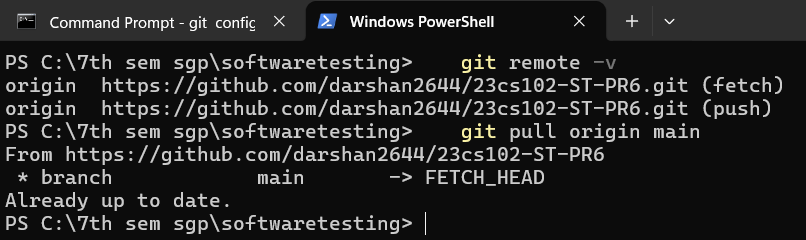 Command Prompt - git config
Windows PowerShell
PS C:\7th sem sgp\softwaretesting>    git remote -v
origin  https://github.com/darshan2644/23cs102-ST-PR6.git (fetch)
origin  https://github.com/darshan2644/23cs102-ST-PR6.git (push)
PS C:\7th sem sgp\softwaretesting>    git pull origin main
From https://github.com/darshan2644/23cs102-ST-PR6
 * branch            main       -> FETCH_HEAD
Already up to date.
PS C:\7th sem sgp\softwaretesting>